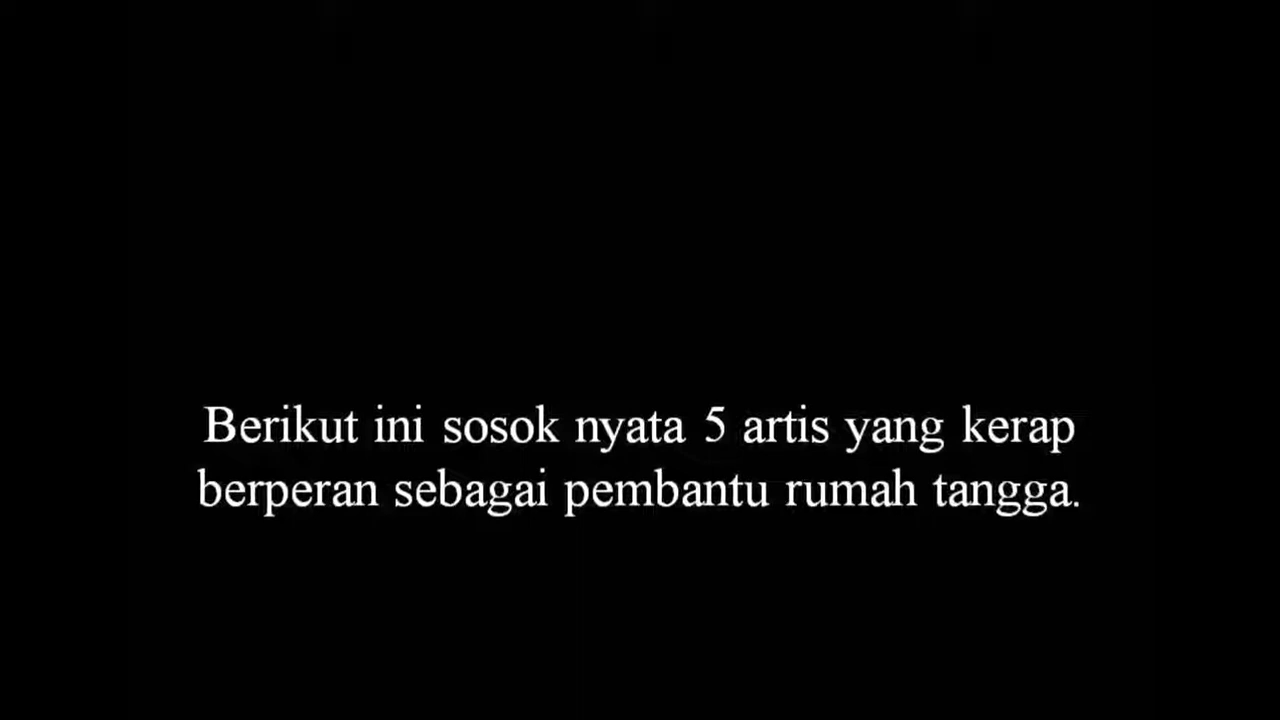 Berikut ini sosok nyata 5 artis yang kerap
berperan sebagai pembantu rumah tangga.